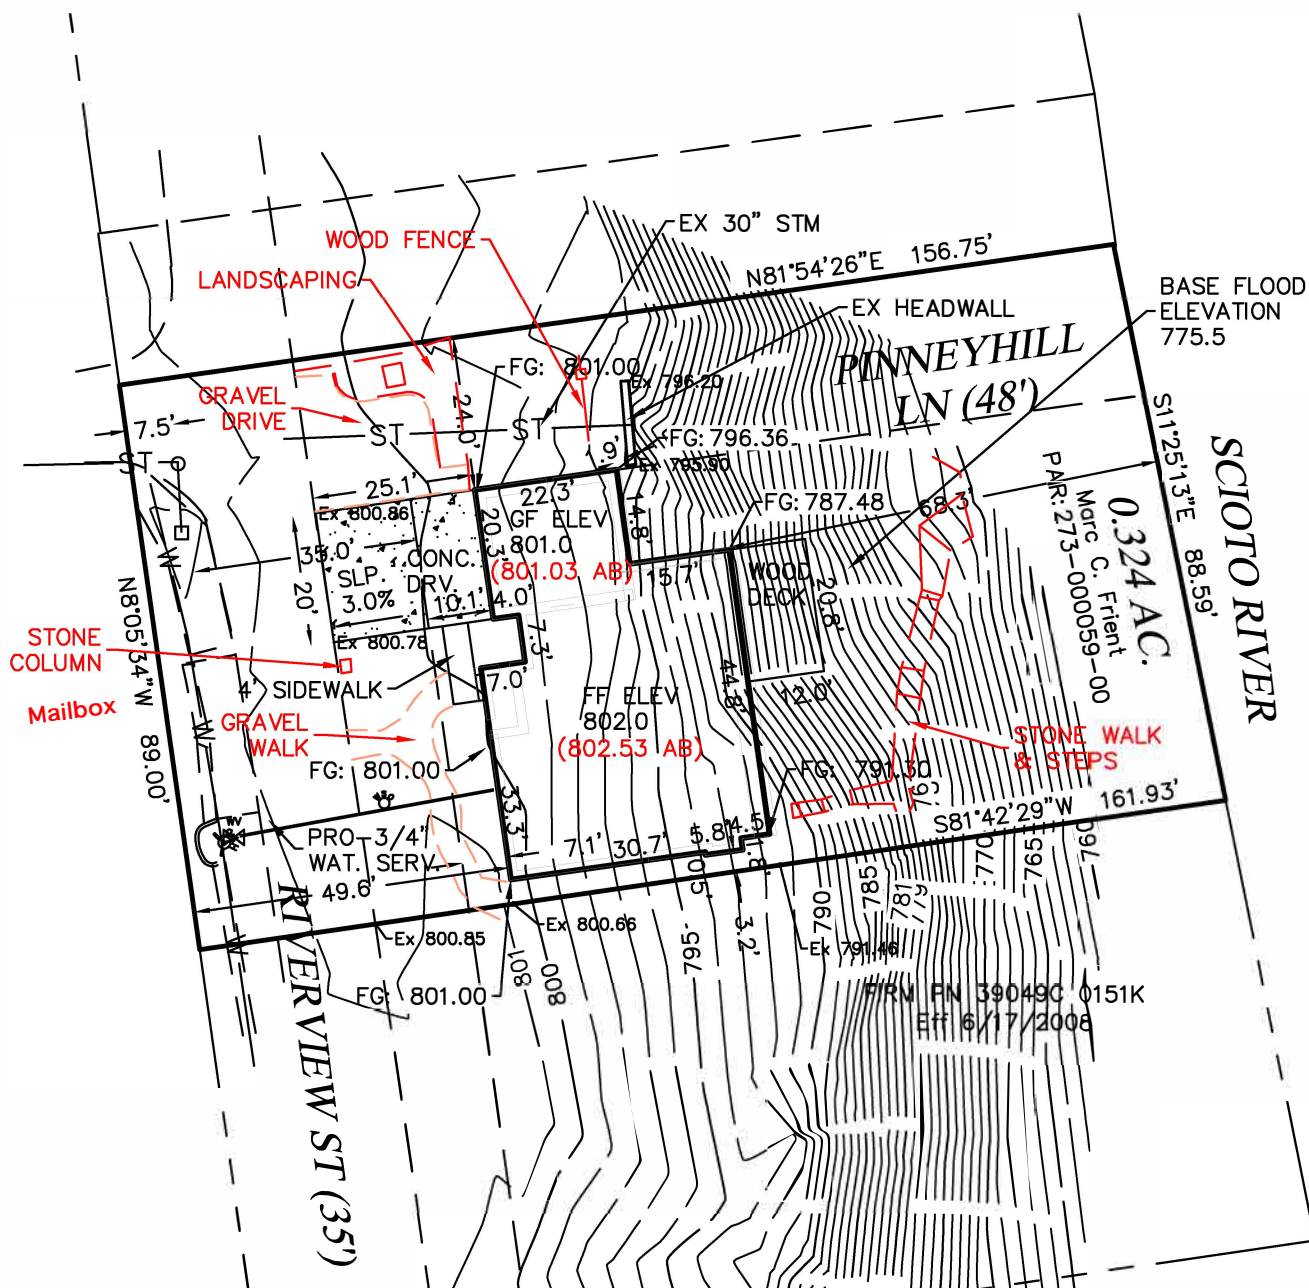 EX 30" STM
WOOD FENCE
LANDSCAPING
N81°54'26"E 156.75'
BASE FLOOD
ELEVATION
775.5
EX HEADWALL
PINNEYHILL
LN (48')
FG: 801.00
Ex 796.20
GRAVEL
DRIVE
24.0'
7.5'
ST
ST
ST
.9'
FG: 796.36
Ex 795.90
S11°25'13"E 88.59'
SCIOTO RIVER
25.1'
22.3'
14.8'
FG: 787.48
68.3'
Ex 800.86
GF ELEV
801.0
(801.03 AB)
20.3'
35.0'
CONC.
DRV.
SLP.
3.0%
20'
10.1'
4.0'
15.7'
WOOD
DECK
20.8'
PAR:273-000059-00
Marc C. Frient
0.324 AC.
W
N8°05'34"W 89.00'
STONE
COLUMN
Ex 800.78
7.3'
7.0'
44.8'
12.0'
4' SIDEWALK
FF ELEV
802.0
(802.53 AB)
Mailbox
W
GRAVEL
WALK
STONE WALK
& STEPS
FG: 801.00
FG: 791.30
161.93'
S81°42'29"W
33.3'
PRO-3/4"
WAT. SERV.
49.6'
7.1'
30.7'
5.8'
4.5'
1.8'
0.5'
3.2'
W
Ex 800.85
Ex 800.66
Ex 791.46
801
800
795
790
785
781
779
770
765
760
FG: 801.00
FIRM PN 39049C 0151K
Eff 6/17/2008
RIVERVIEW ST (35')